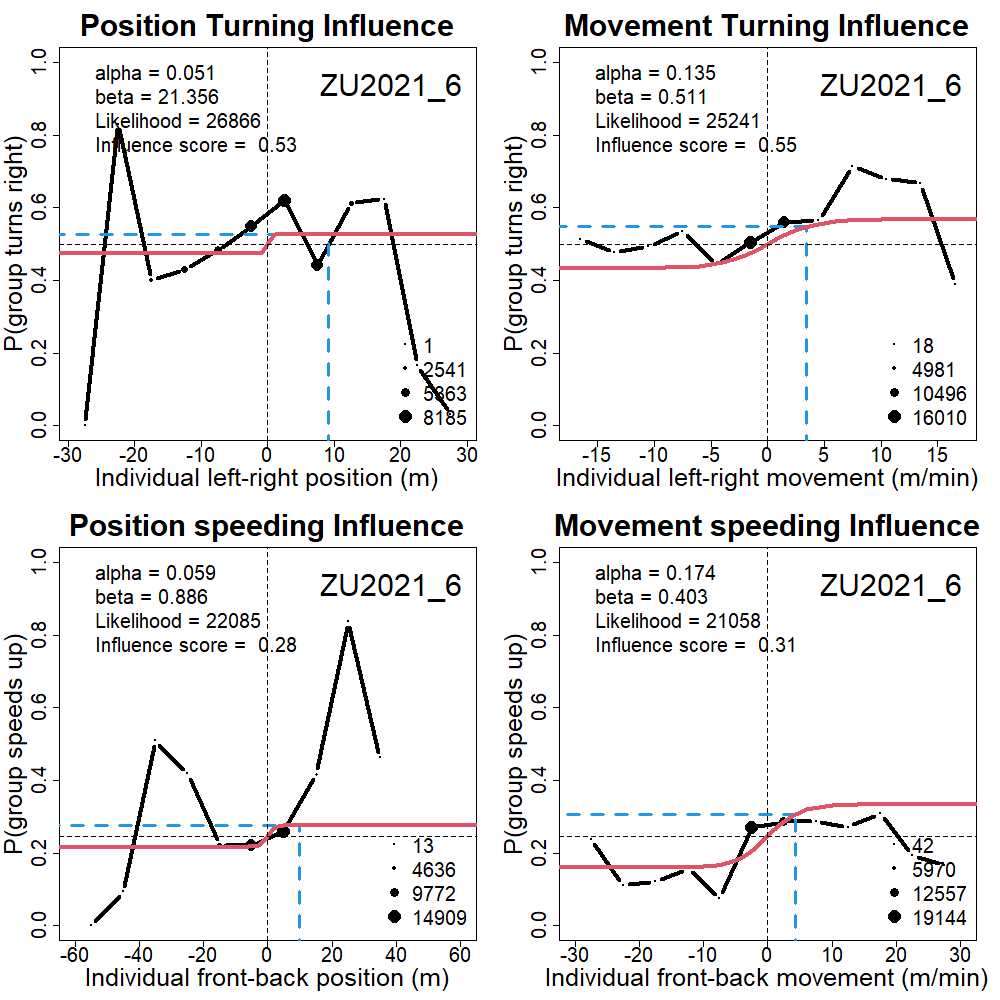 Position Turning Influence
alpha = 0.051
beta = 21.356
Likelihood = 26866
Influence score = 0.53
ZU2021_6
P(group turns right)
0.0 0.2 0.4 0.6 0.8 1.0
1
2541
5363
8185
-30 -20 -10 0 10 20 30
Individual left-right position (m)
Movement Turning Influence
alpha = 0.135
beta = 0.511
Likelihood = 25241
Influence score = 0.55
ZU2021_6
P(group turns right)
0.0 0.2 0.4 0.6 0.8 1.0
18
4981
10496
16010
-15 -10 -5 0 5 10 15
Individual left-right movement (m/min)
Position speeding Influence
alpha = 0.059
beta = 0.886
Likelihood = 22085
Influence score = 0.28
ZU2021_6
P(group speeds up)
0.0 0.2 0.4 0.6 0.8 1.0
13
4636
9772
14909
-60 -40 -20 0 20 40 60
Individual front-back position (m)
Movement speeding Influence
alpha = 0.174
beta = 0.403
Likelihood = 21058
Influence score = 0.31
ZU2021_6
P(group speeds up)
0.0 0.2 0.4 0.6 0.8 1.0
42
5970
12557
19144
-30 -20 -10 0 10 20 30
Individual front-back movement (m/min)